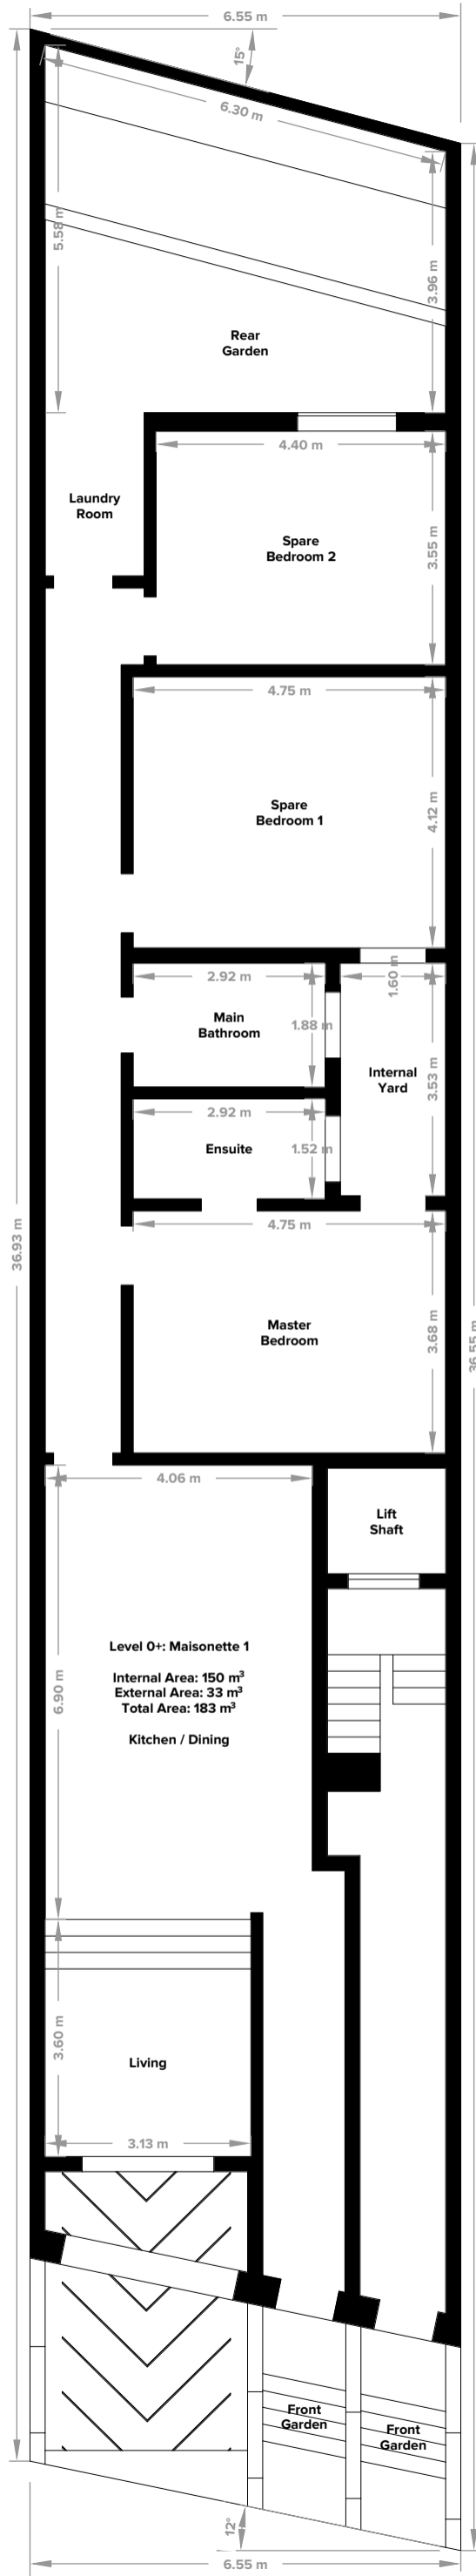 6.55 m
15°
6.30 m
5.58 m
3.96 m
Rear
Garden
4.40 m
Laundry
Room
Spare
Bedroom 2
3.55 m
4.75 m
Spare
Bedroom 1
4.12 m
2.92 m
1.60 m
Main
Bathroom
1.88 m
Internal
Yard
3.53 m
2.92 m
Ensuite
1.52 m
4.75 m
36.93 m
Master
Bedroom
3.68 m
36.55 m
4.06 m
Lift
Shaft
Level 0+: Maisonette 1
Internal Area: 150 m³
External Area: 33 m³
Total Area: 183 m³
Kitchen / Dining
6.90 m
3.60 m
Living
3.13 m
Front
Garden
Front
Garden
12°
6.55 m